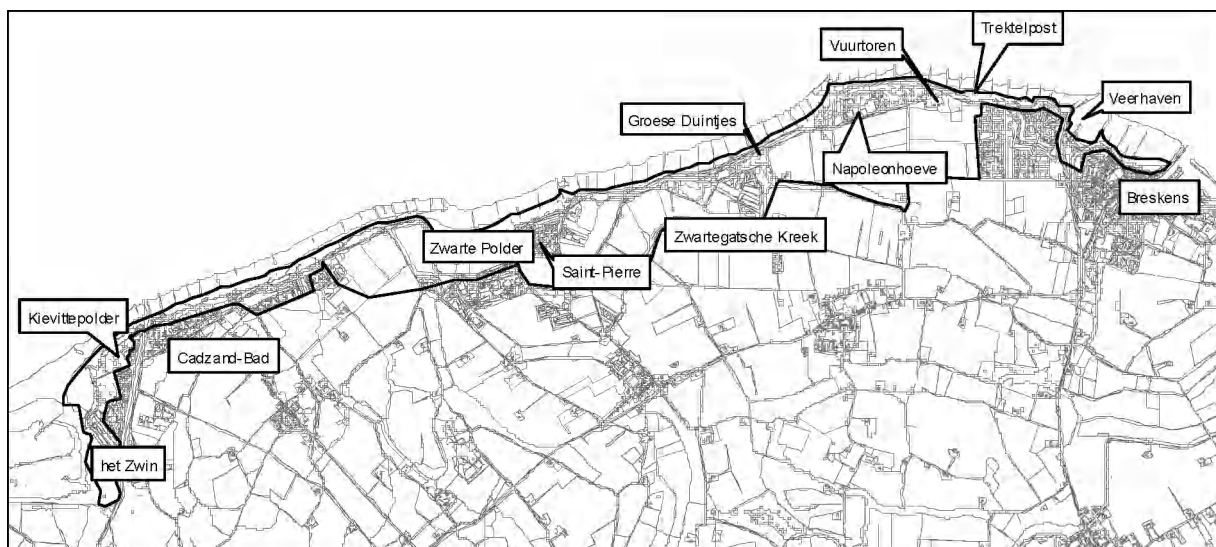 Trektelpost
Vuurtoren
Veerhaven
Groese Duintjes
Napoleonhoeve
Breskens
Zwartegatsche Kreek
Zwarte Polder
Saint-Pierre
Kievittepolder
Cadzand-Bad
het Zwin